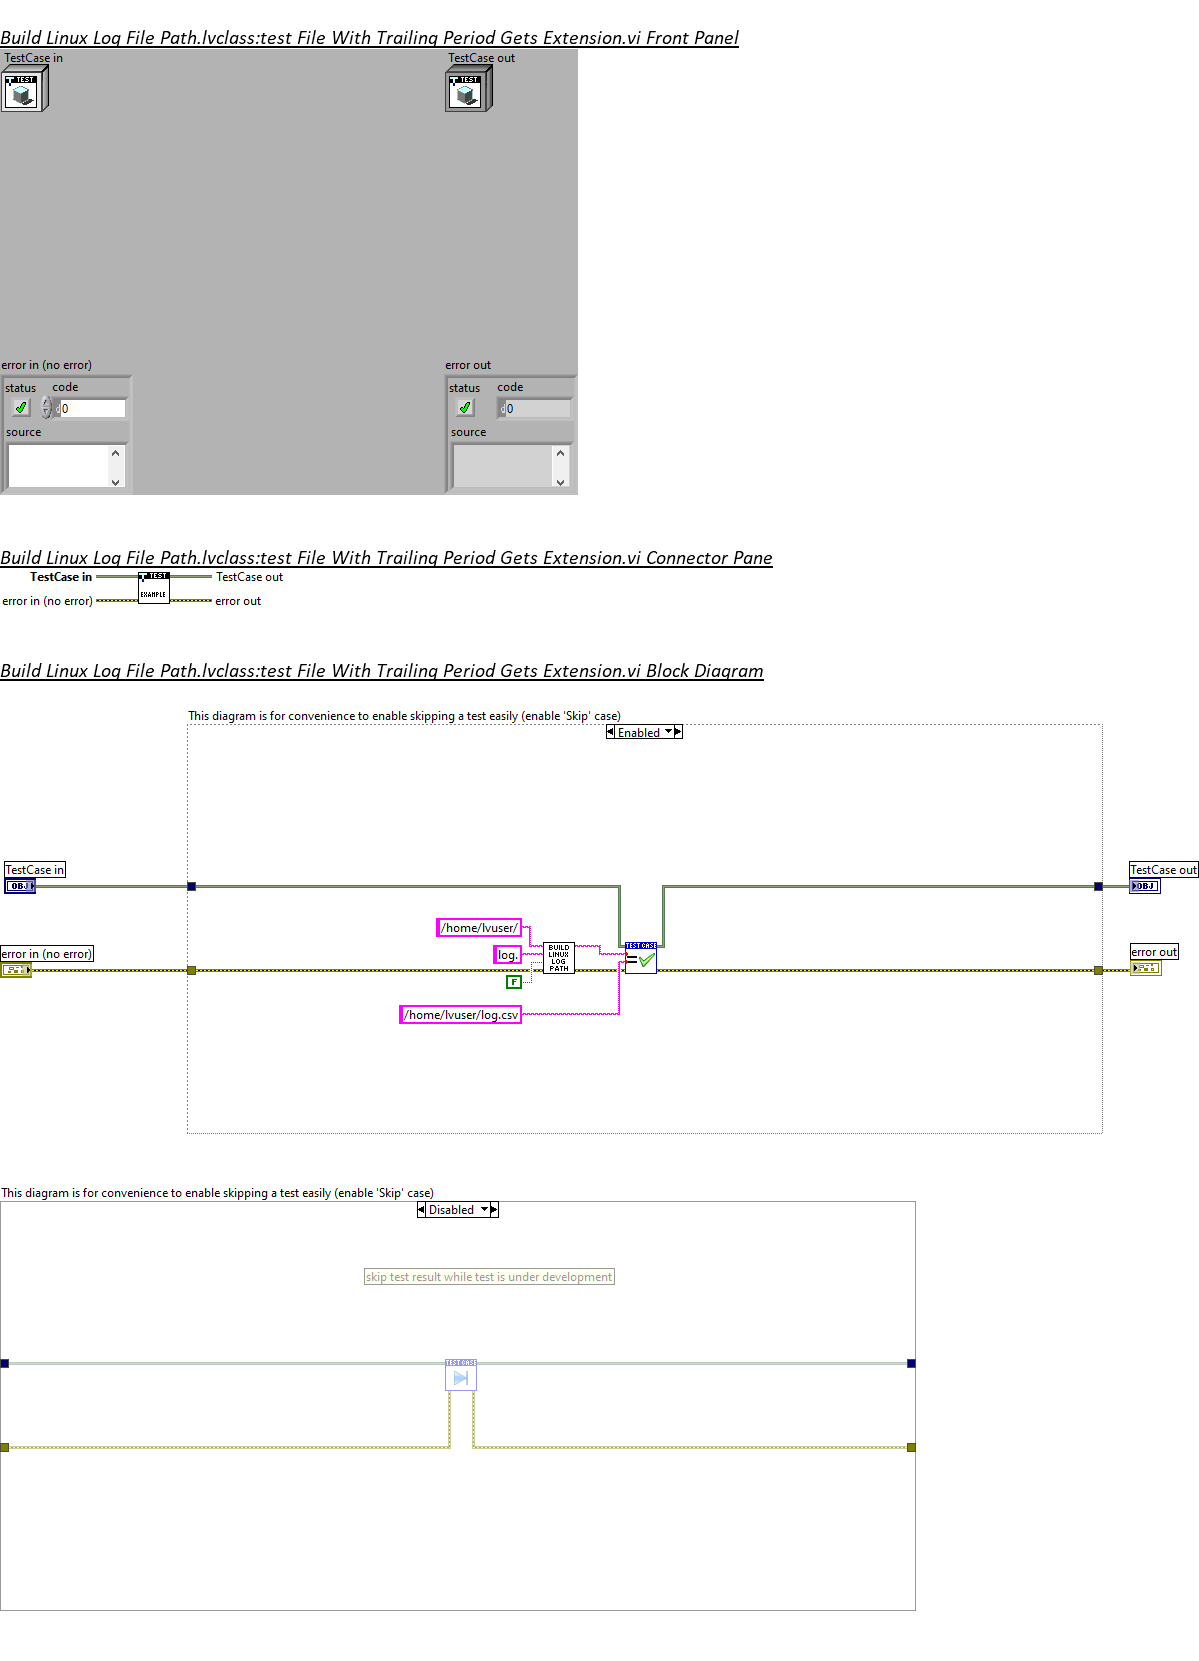 Build Linux Log File Path.lvclass:test File With Trailing Period Gets Extension.vi Front Panel
TestCase in
TestCase out
TEST
TEST
error in (no error)
error out
status
code
status
code
d
0
d
0
source
source
Build Linux Log File Path.lvclass:test File With Trailing Period Gets Extension.vi Connector Pane
TestCase in
TEST
TestCase out
error in (no error)
EXAMPLE
error out
Build Linux Log File Path.lvclass:test File With Trailing Period Gets Extension.vi Block Diagram
This diagram is for convenience to enable skipping a test easily (enable 'Skip' case)
Enabled
TestCase in
OBJ
TestCase out
OBJ
/home/lvuser/
log.
BUILD
LINUX
LOG
PATH
TEST CASE
=
error in (no error)
error out
F
/home/lvuser/log.csv
This diagram is for convenience to enable skipping a test easily (enable 'Skip' case)
Disabled
skip test result while test is under development
TEST CASE